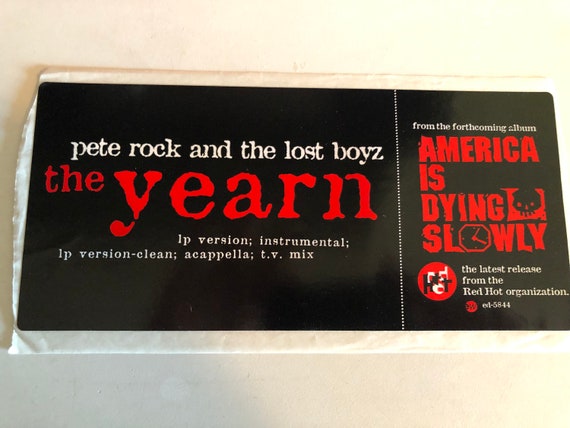 pete rock and the lost boyz
the yearn
lp version; instrumental;
lp version-clean; acappella; t.v. mix
from the forthcoming album
AMERICA
IS
DYING
SLOWLY
the latest release
from the
Red Hot organization.
ed-5844